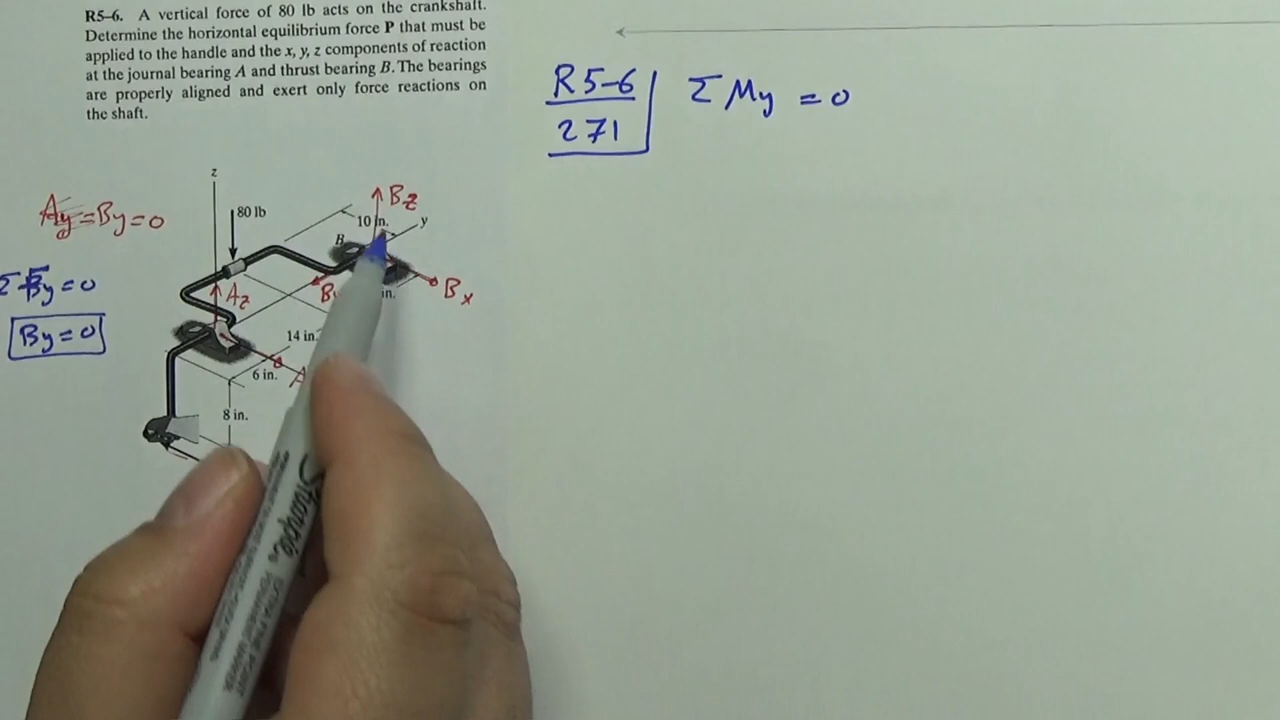 R5–6. A vertical force of 80 lb acts on the crankshaft.
Determine the horizontal equilibrium force P that must be
applied to the handle and the x, y, z components of reaction
at the journal bearing A and thrust bearing B. The bearings
are properly aligned and exert only force reactions on
the shaft.
R5-6
271
Σ My = 0
z
Ay = By = 0
80 lb
10 in.
Bz
y
B
By = 0
By = 0
Az
in.
Bx
14 in.
6 in.
8 in.